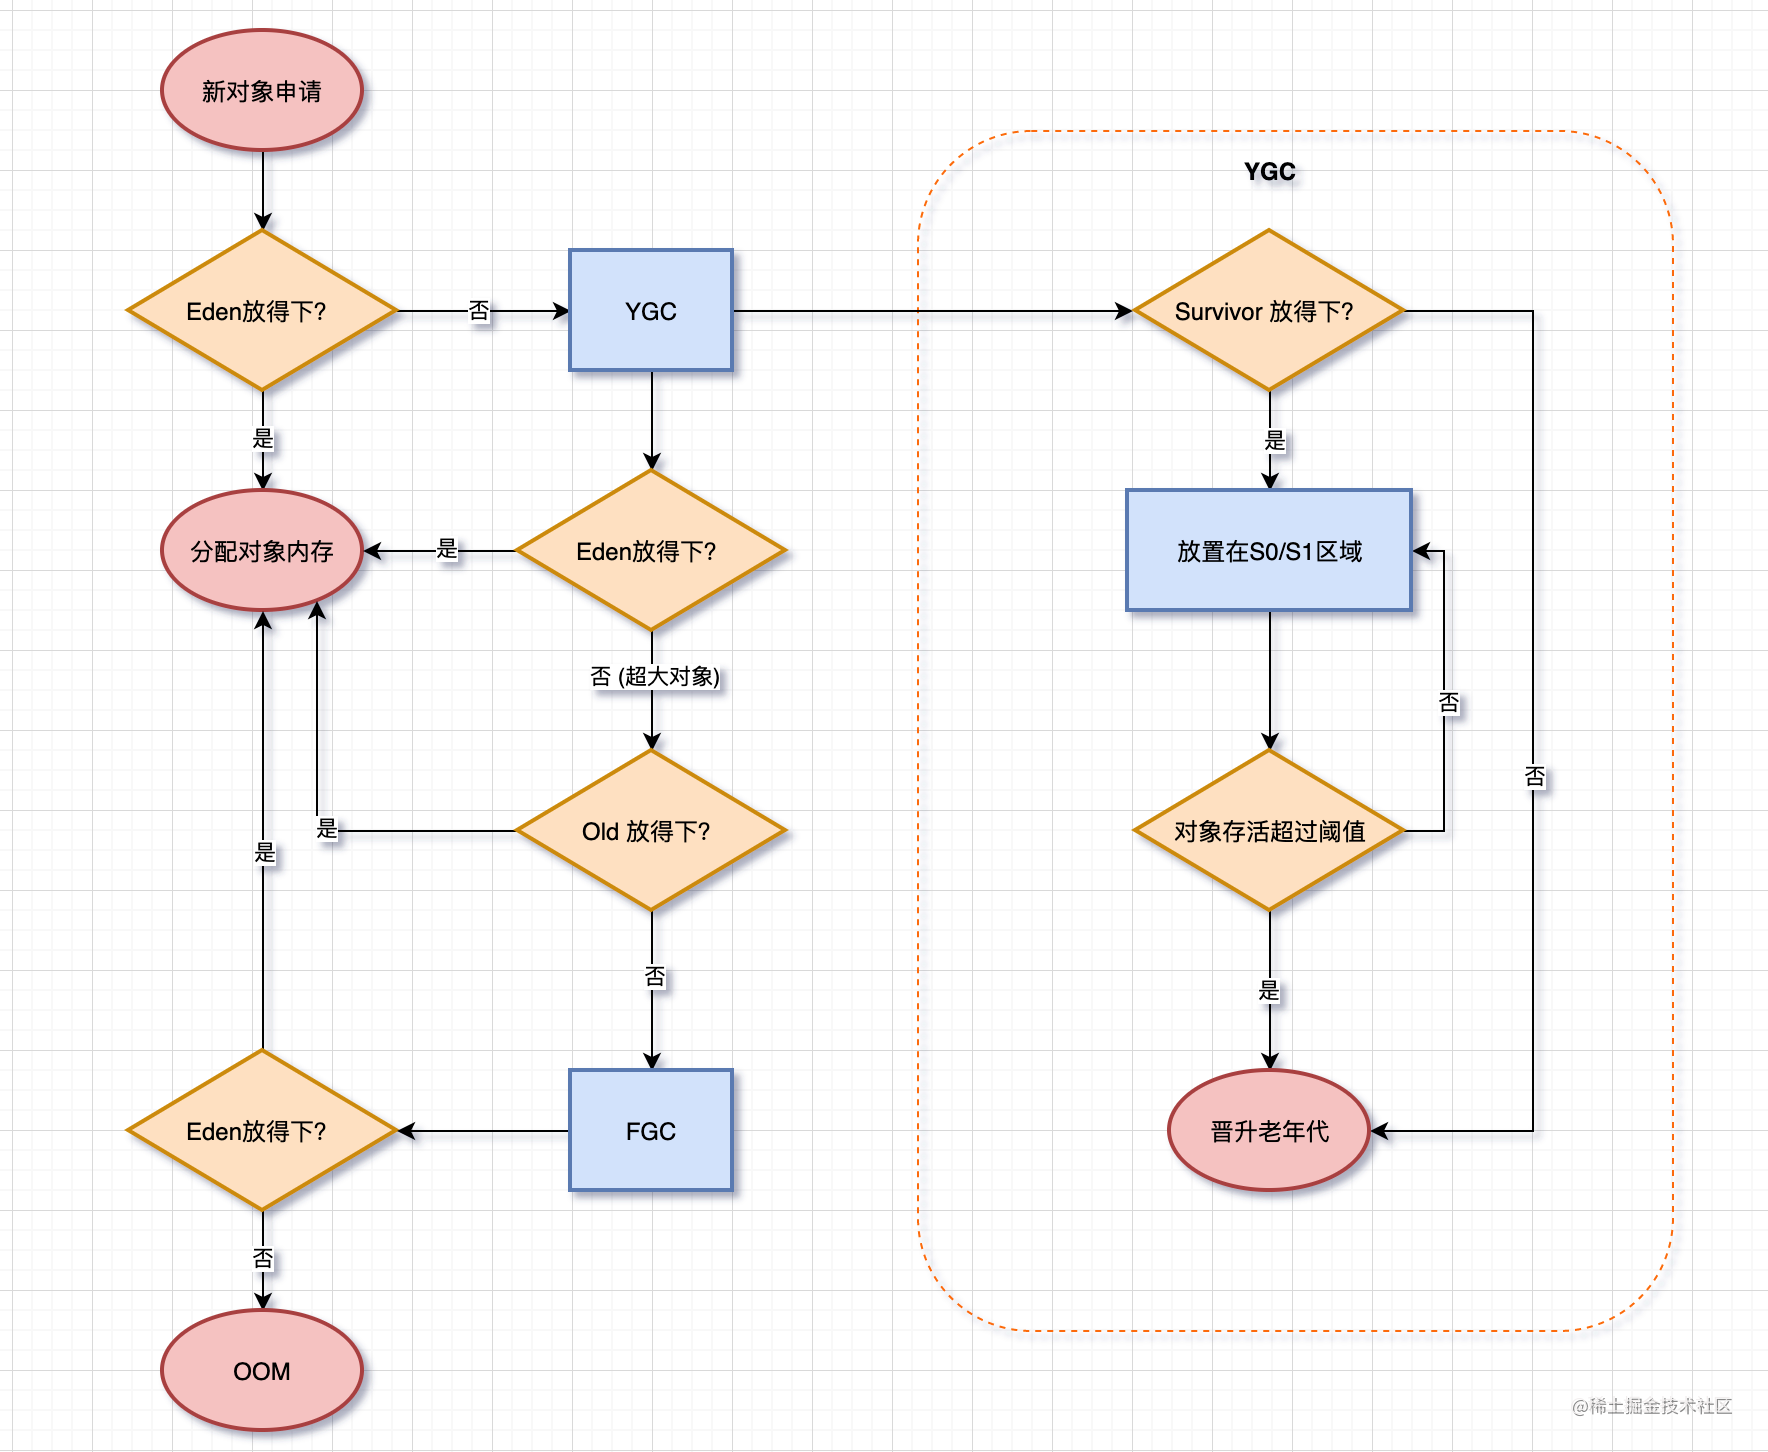 新对象申请
YGC
Eden放得下?
否
YGC
Survivor 放得下?
是
是
分配对象内存
是
Eden放得下?
放置在S0/S1区域
否 (超大对象)
否
否
是
Old 放得下?
对象存活超过阈值
是
否
是
Eden放得下?
FGC
晋升老年代
否
OOM
@稀土掘金技术社区